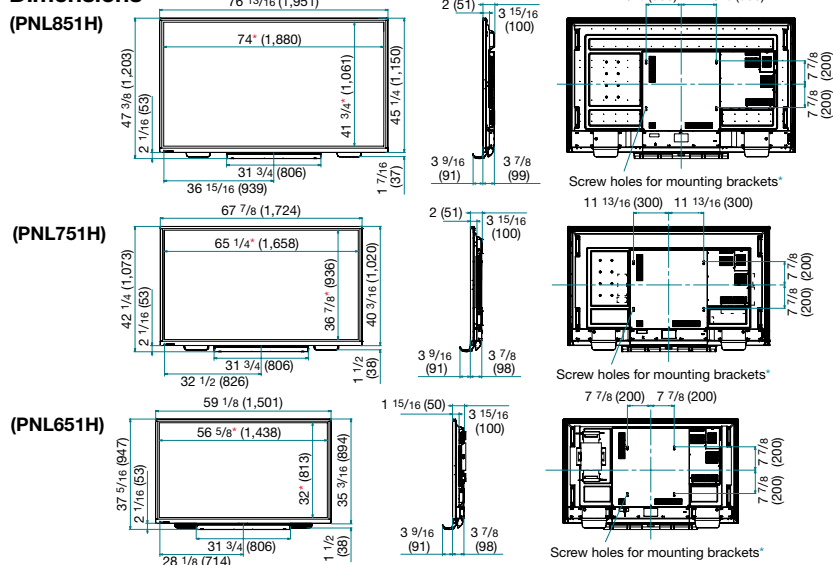 (PNL851H)
76 13/16 (1,951)
74* (1,880)
47 3/8 (1,203)
2 1/16 (53)
41 3/4* (1,061)
45 1/4 (1,150)
31 3/4 (806)
36 15/16 (939)
1 7/16 (37)
2 (51)
3 15/16 (100)
3 9/16 (91)
3 7/8 (99)
7 7/8 (200)
7 7/8 (200)
Screw holes for mounting brackets*
(PNL751H)
67 7/8 (1,724)
65 1/4* (1,658)
42 1/4 (1,073)
2 1/16 (53)
36 7/8* (936)
40 3/16 (1,020)
31 3/4 (806)
32 1/2 (826)
1 1/2 (38)
2 (51)
3 15/16 (100)
3 9/16 (91)
3 7/8 (98)
11 13/16 (300) 11 13/16 (300)
7 7/8 (200)
7 7/8 (200)
Screw holes for mounting brackets*
(PNL651H)
59 1/8 (1,501)
56 5/8* (1,438)
37 5/16 (947)
2 1/16 (53)
32* (813)
35 3/16 (894)
31 3/4 (806)
28 1/8 (714)
1 1/2 (38)
1 15/16 (50)
3 15/16 (100)
3 9/16 (91)
3 7/8 (98)
7 7/8 (200) 7 7/8 (200)
7 7/8 (200)
7 7/8 (200)
Screw holes for mounting brackets*